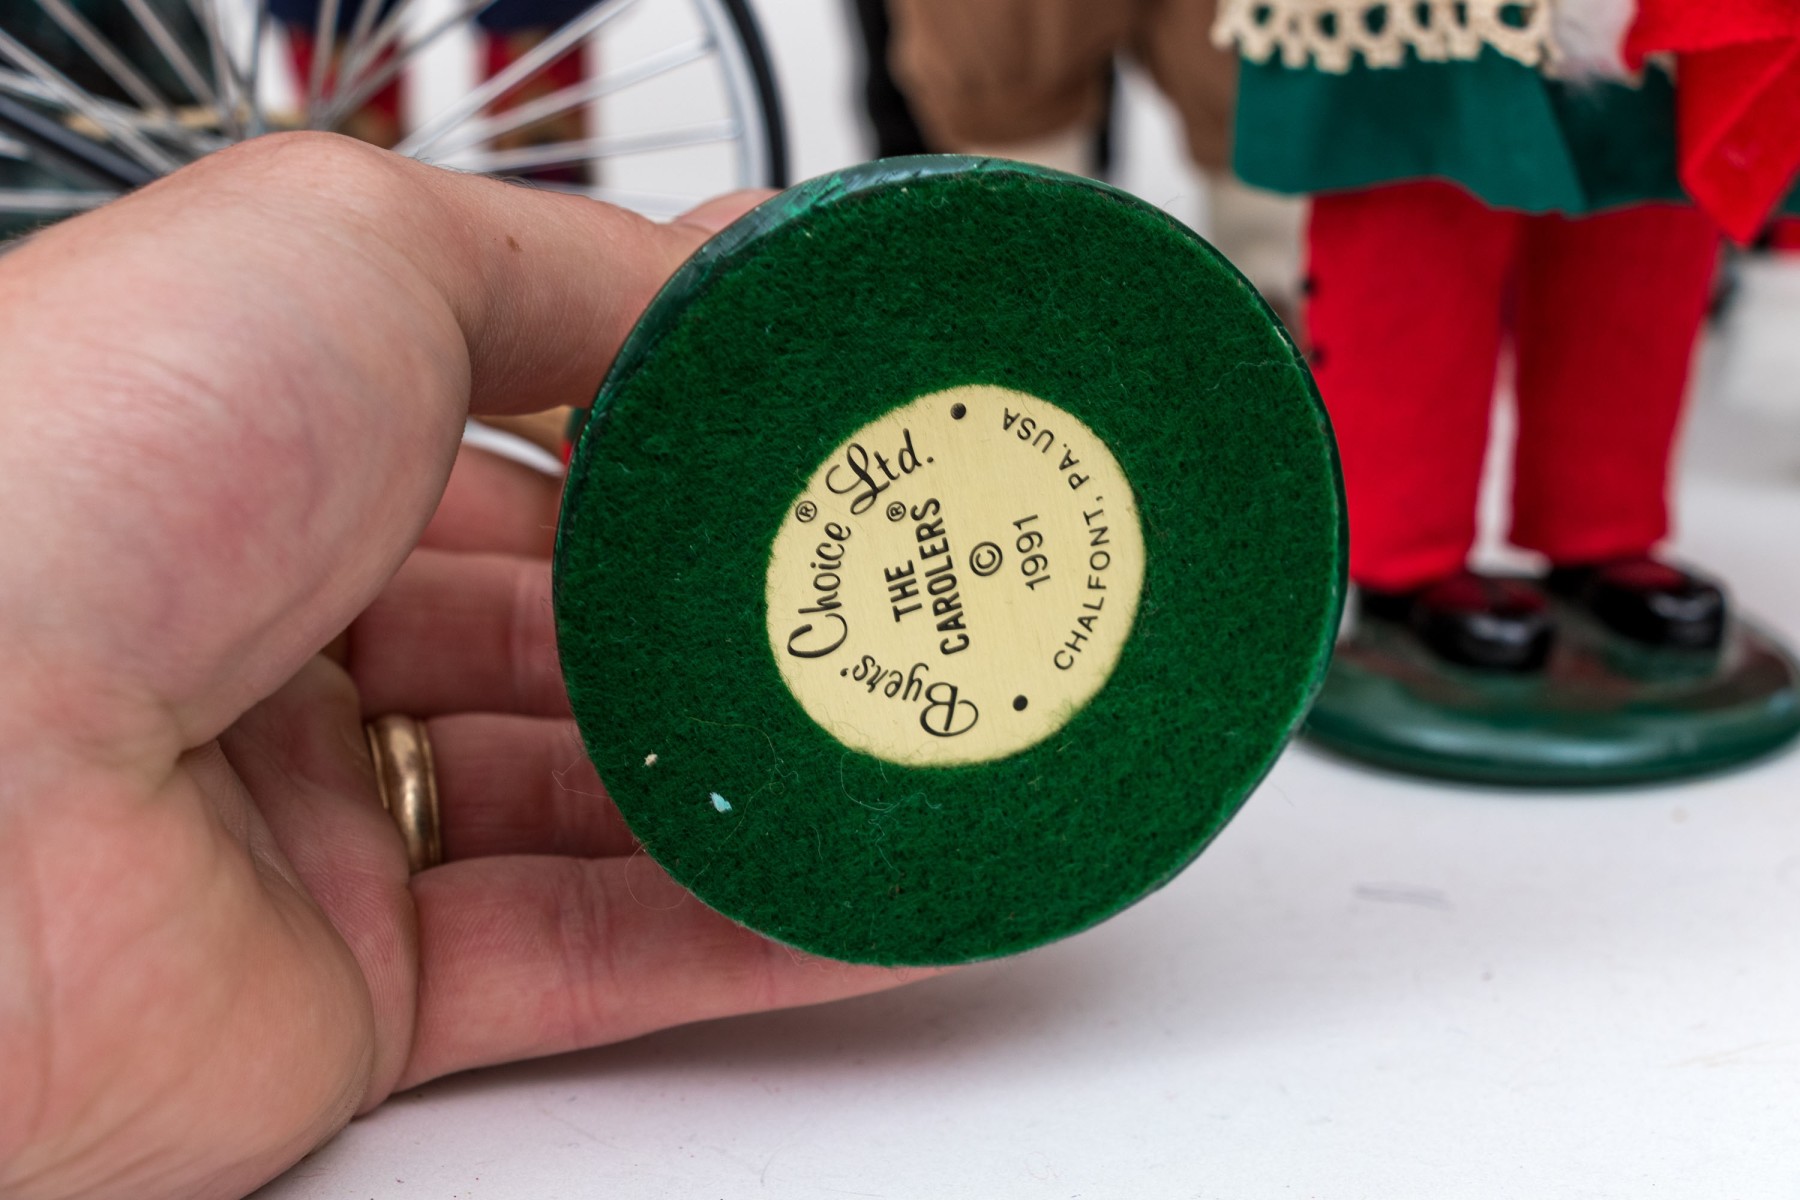 Byers' Choice® Ltd.
THE ®
CAROLERS
©
1991
CHALFONT, PA. USA